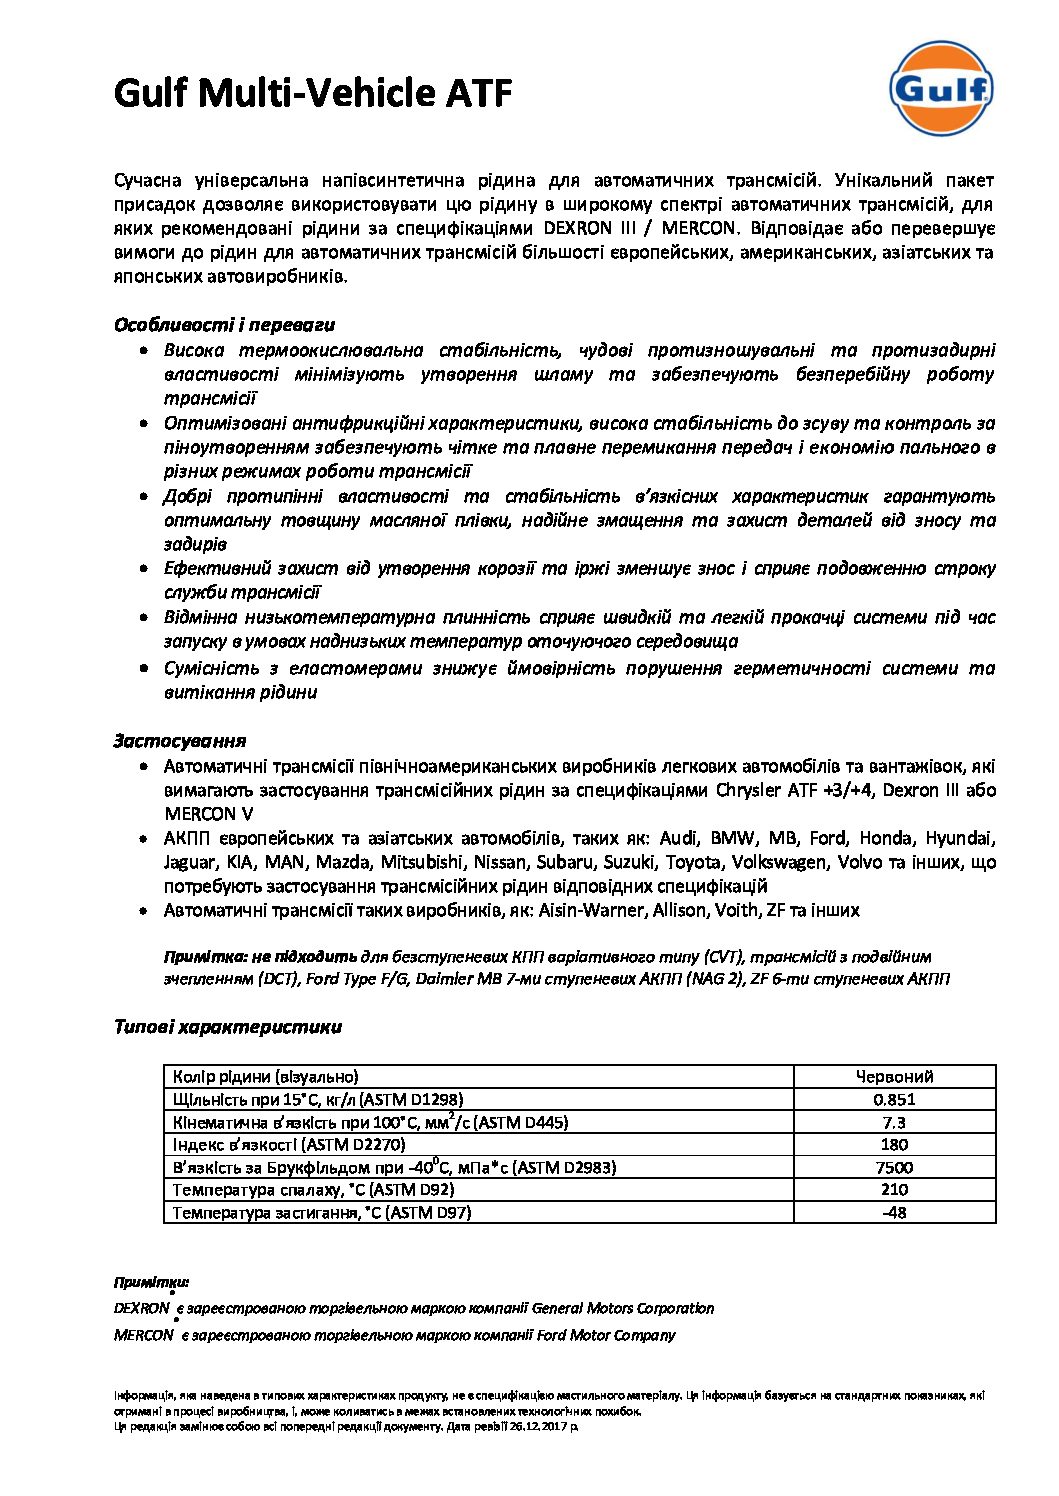 Gulf Multi-Vehicle ATF
Gulf
Сучасна універсальна напівсинтетична рідина для автоматичних трансмісій. Унікальний пакет
присадок дозволяє використовувати цю рідину в широкому спектрі автоматичних трансмісій, для
яких рекомендовані рідини за специфікаціями DEXRON III / MERCON. Відповідає або перевершує
вимоги до рідин для автоматичних трансмісій більшості європейських, американських, азіатських та
японських автовиробників.
Особливості і переваги
• Висока термоокислювальна стабільність, чудові протизношувальні та протизадирні
властивості мінімізують утворення шламу та забезпечують безперебійну роботу
трансмісії
• Оптимізовані антифрикційні характеристики, висока стабільність до зсуву та контроль за
піноутворенням забезпечують чітке та плавне перемикання передач і економію пального в
різних режимах роботи трансмісії
• Добрі протипінні властивості та стабільність в’язкісних характеристик гарантують
оптимальну товщину масляної плівки, надійне змащення та захист деталей від зносу та
задирів
• Ефективний захист від утворення корозії та іржі зменшує знос і сприяє подовженню строку
служби трансмісії
• Відмінна низькотемпературна плинність сприяє швидкій та легкій прокачці системи під час
запуску в умовах наднизьких температур оточуючого середовища
• Сумісність з еластомерами знижує ймовірність порушення герметичності системи та
витікання рідини
Застосування
• Автоматичні трансмісії північноамериканських виробників легкових автомобілів та вантажівок, які
вимагають застосування трансмісійних рідин за специфікаціями Chrysler ATF +3/+4, Dexron III або
MERCON V
• АКПП європейських та азіатських автомобілів, таких як: Audi, BMW, MB, Ford, Honda, Hyundai,
Jaguar, KIA, MAN, Mazda, Mitsubishi, Nissan, Subaru, Suzuki, Toyota, Volkswagen, Volvo та інших, що
потребують застосування трансмісійних рідин відповідних специфікацій
• Автоматичні трансмісії таких виробників, як: Aisin-Warner, Allison, Voith, ZF та інших
Примітка: не підходить для безступеневих КПП варіативного типу (CVT), трансмісій з подвійним
зчепленням (DCT), Ford Type F/G, Daimler MB 7-ми ступеневих АКПП (NAG 2), ZF 6-ти ступеневих АКПП
Типові характеристики
Колір рідини (візуально) Червоний
Щільність при 15˚С, кг/л (ASTM D1298) 0.851
Кінематична в’язкість при 100˚С, мм²/с (ASTM D445) 7.3
Індекс в’язкості (ASTM D2270) 180
В’язкість за Брукфільдом при -40⁰С, мПа*с (ASTM D2983) 7500
Температура спалаху, ˚С (ASTM D92) 210
Температура застигання, ˚С (ASTM D97) -48
Примітки:
DEXRON• є зареєстрованою торгівельною маркою компанії General Motors Corporation
MERCON• є зареєстрованою торгівельною маркою компанії Ford Motor Company
Інформація, яка наведена в типових характеристиках продукту, не є специфікацією мастильного матеріалу. Ця інформація базується на стандартних показниках, які
отримані в процесі виробництва, і, може коливатись в межах встановлених технологічних похибок.
Ця редакція замінює собою всі попередні редакції документу. Дата ревізії 26.12.2017 р.